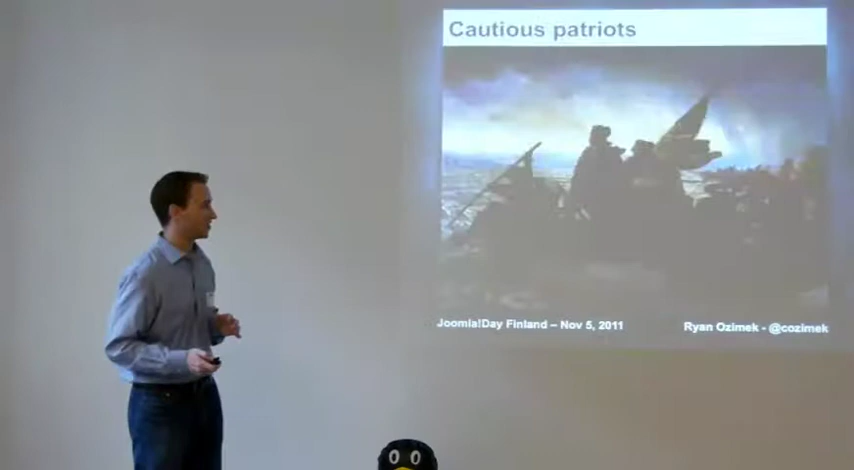 Cautious patriots
Joomla!Day Finland – Nov 5, 2011
Ryan Ozimek - @cozimek